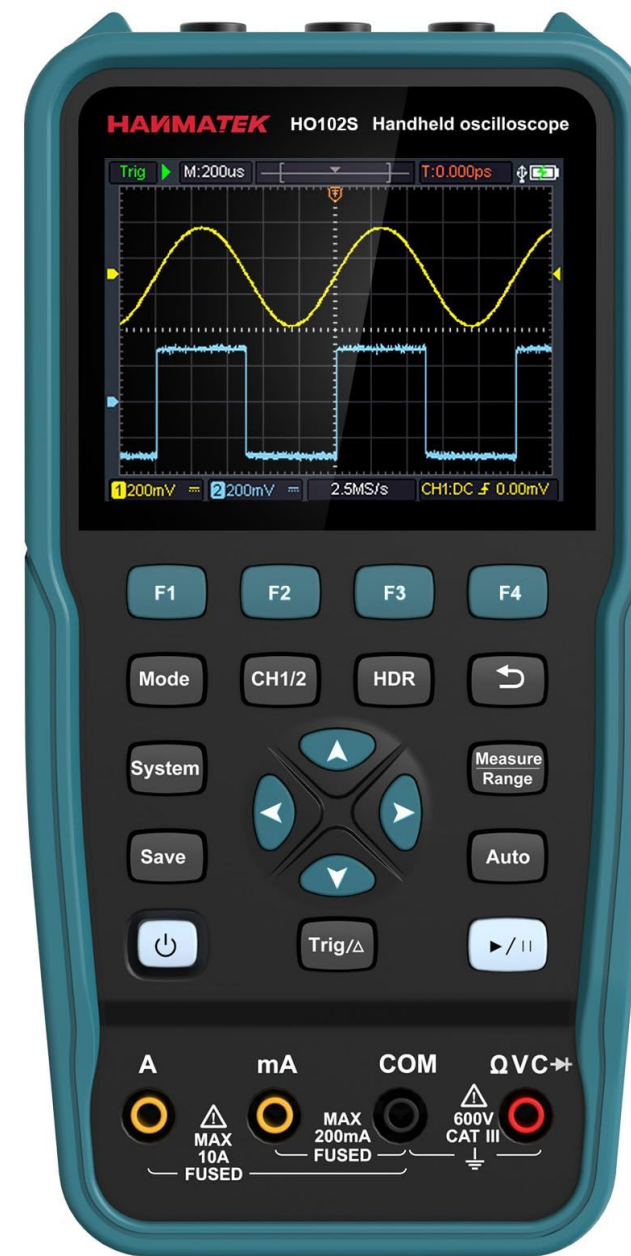 HANMATEK HO102S Handheld oscilloscope
Trig M:200us T:0.000ps
T
1 200mV 2 200mV 2.5MS/s CH1:DC 0.00mV
F1 F2 F3 F4
Mode CH1/2 HDR
System
Measure
Range
Save Auto
Trig/△ ►/II
A mA COM ΩVC
MAX
10A
FUSED
MAX
200mA
FUSED
600V
CAT III